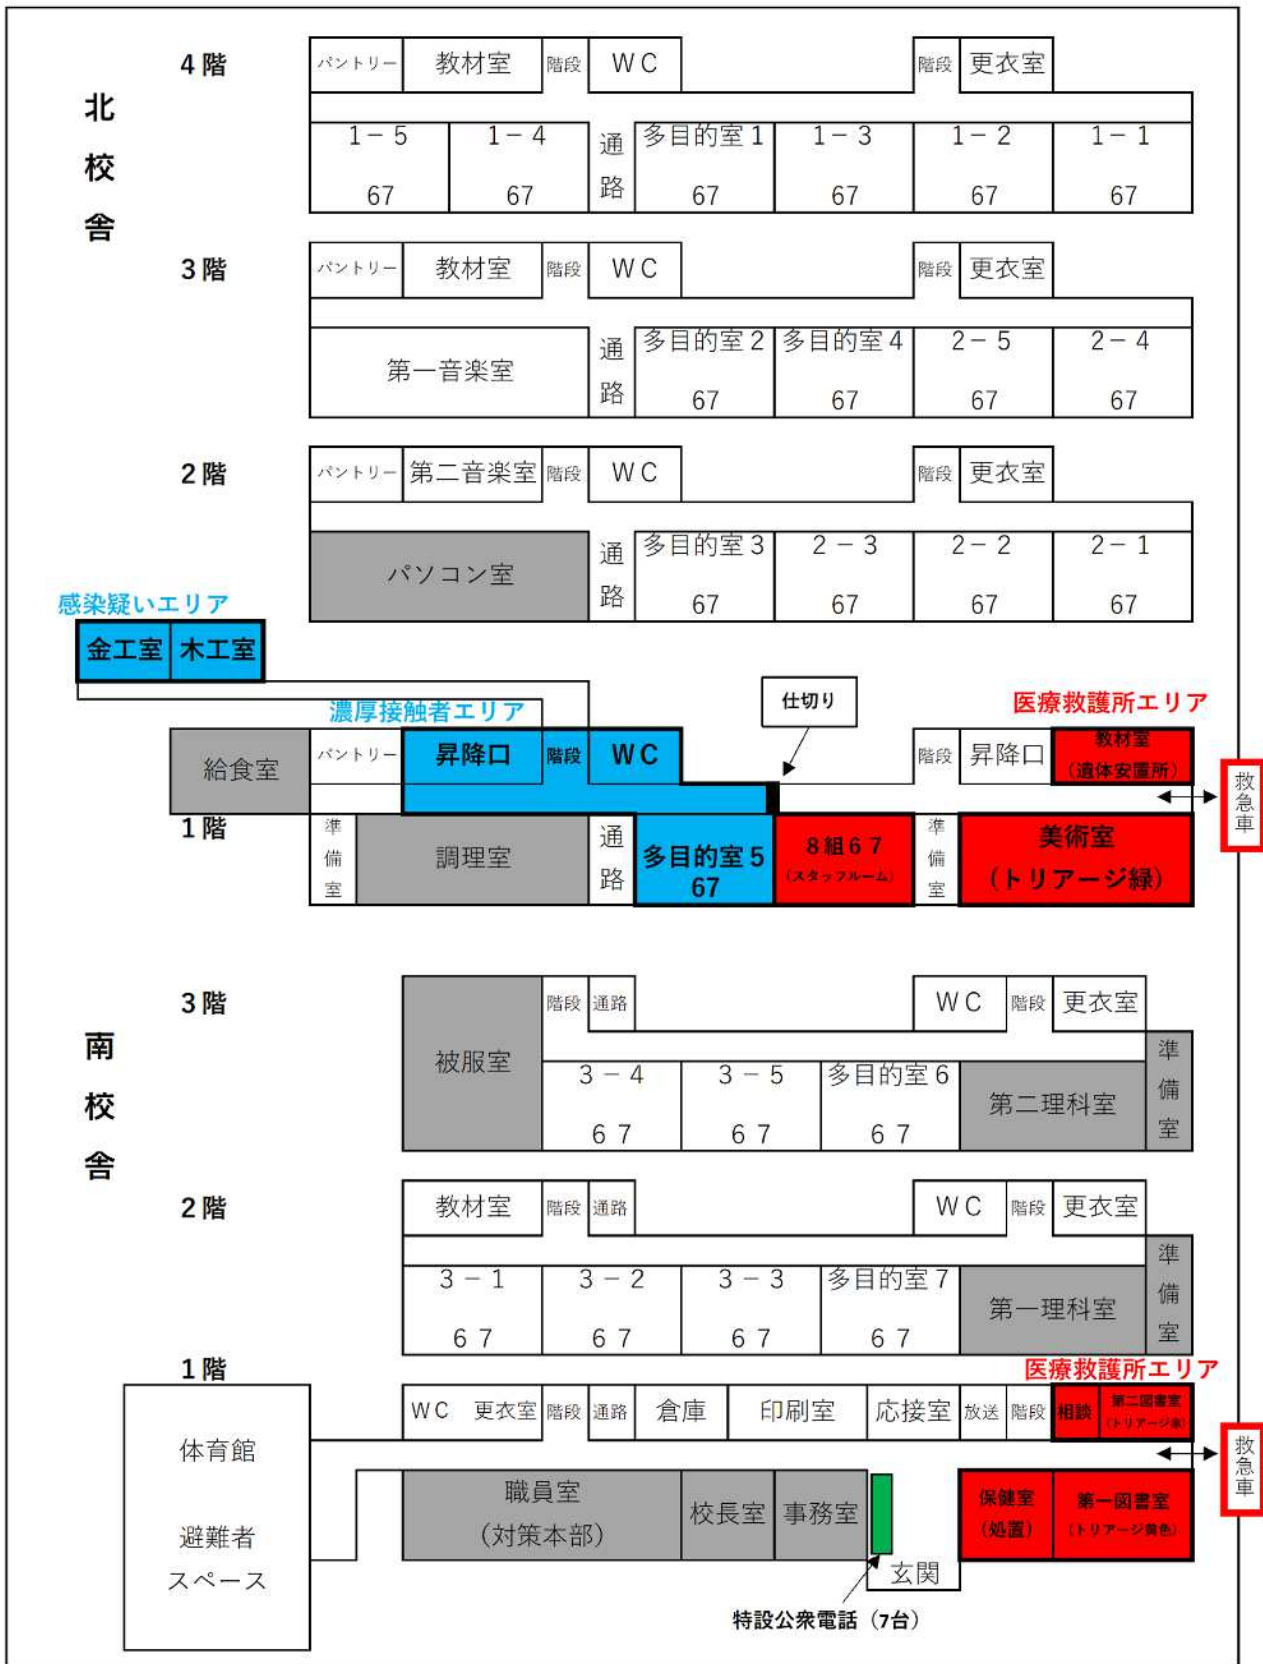 北校舎
4階
パントリー 教材室 階段 WC 階段 更衣室
1-5 1-4 通路 多目的室1 1-3 1-2 1-1
67 67 67 67 67 67
3階
パントリー 教材室 階段 WC 階段 更衣室
第一音楽室 通路 多目的室2 多目的室4 2-5 2-4
67 67 67 67
2階
パントリー 第二音楽室 階段 WC 階段 更衣室
パソコン室 通路 多目的室3 2-3 2-2 2-1
67 67 67 67
感染疑いエリア
金工室 木工室
濃厚接触者エリア
仕切り
医療救護所エリア
給食室 パントリー 昇降口 階段 WC 階段 昇降口 教材室
(遺体安置所)
救急車
1階
準備室 調理室 通路 多目的室5 8組67 準備室 美術室
67 (スタッフルーム) (トリアージ緑)
南校舎
3階
被服室 階段 通路 WC 階段 更衣室
3-4 3-5 多目的室6 第二理科室 準備室
67 67 67
2階
教材室 階段 通路 WC 階段 更衣室
3-1 3-2 3-3 多目的室7 第一理科室 準備室
67 67 67 67
1階
医療救護所エリア
WC 更衣室 階段 通路 倉庫 印刷室 応接室 放送 階段 相談 第二図書室
(トリアージ
救急車
体育館
避難者
スペース
職員室
(対策本部)
校長室 事務室
保健室
(処置)
第一図書室
(トリアージ黄色)
玄関
特設公衆電話(7台)